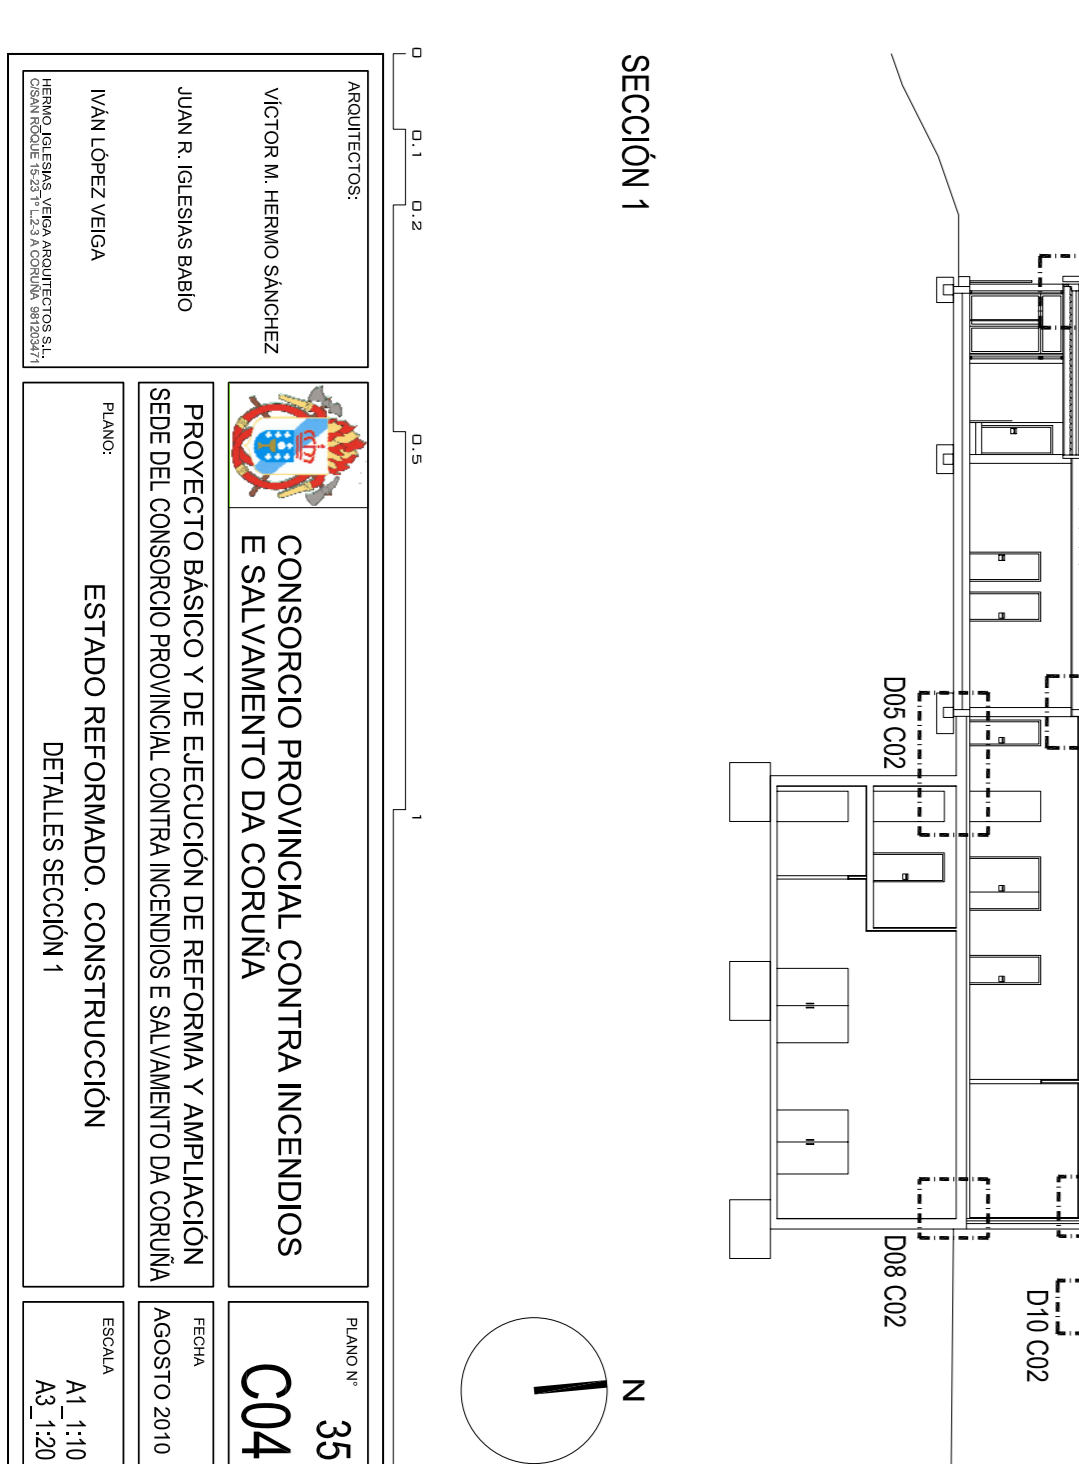 SECCIÓN 1
D05 C02
D08 C02
D10 C02
N
0
0.1
0.2
0.5
1
ARQUITECTOS:
VÍCTOR M. HERMO SÁNCHEZ
JUAN R. IGLESIAS BABÍO
IVÁN LÓPEZ VEIGA
HERMO_IGLESIAS_VEIGA ARQUITECTOS S.L.
C/SAN ROQUE 15-23 1º L.2-3 A CORUÑA 981203471
CONSORCIO PROVINCIAL CONTRA INCENDIOS
E SALVAMENTO DA CORUÑA
PROYECTO BÁSICO Y DE EJECUCIÓN DE REFORMA Y AMPLIACIÓN
SEDE DEL CONSORCIO PROVINCIAL CONTRA INCENDIOS E SALVAMENTO DA CORUÑA
PLANO:
ESTADO REFORMADO. CONSTRUCCIÓN
DETALLES SECCIÓN 1
PLANO Nº
35
C04
FECHA
AGOSTO 2010
ESCALA
A1_1:10
A3_1:20